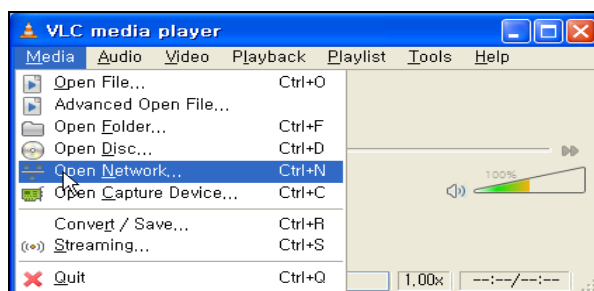 VLC media player
Media Audio Video Playback Playlist Tools Help
Open File... Ctrl+O
Advanced Open File...
Open Folder... Ctrl+F
Open Disc... Ctrl+D
Open Network... Ctrl+N
Open Capture Device... Ctrl+C
100%
Convert / Save... Ctrl+R
Streaming... Ctrl+S
Quit Ctrl+Q
1.00x --:--/--:--